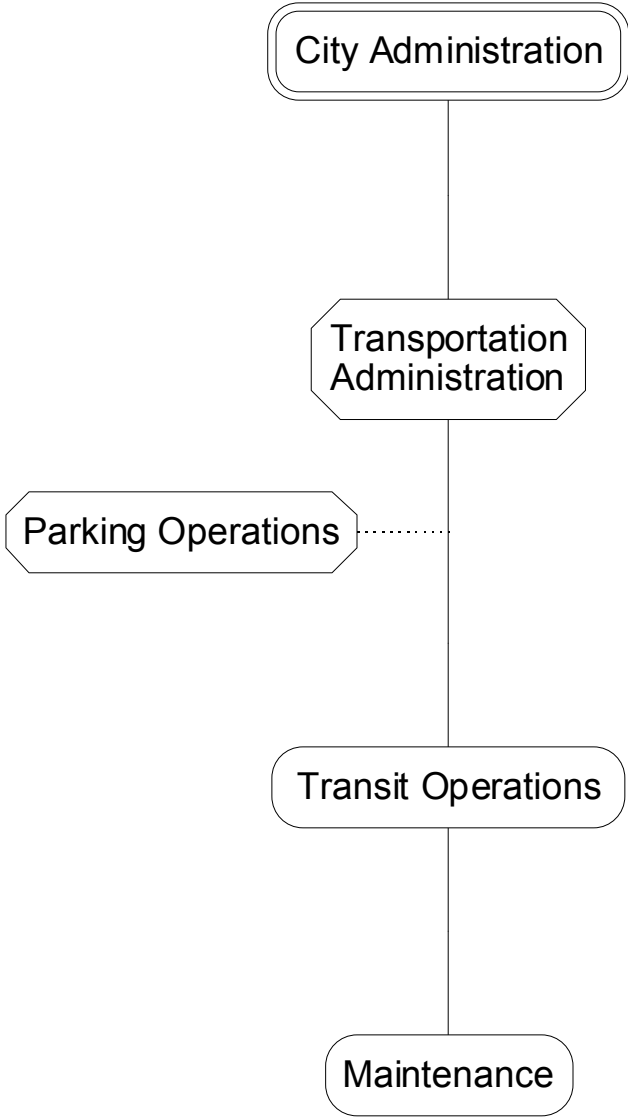 City Administration
Transportation
Administration
Parking Operations
Transit Operations
Maintenance